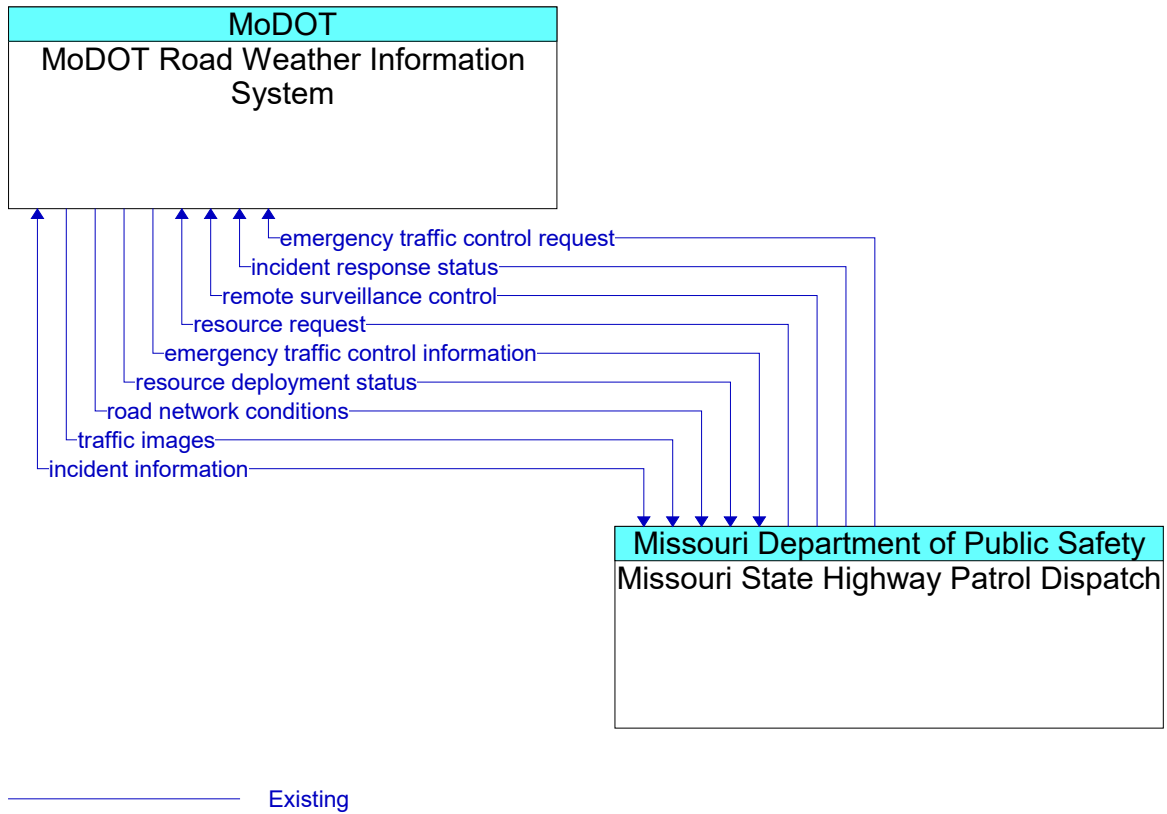 MoDOT
MoDOT Road Weather Information
System
emergency traffic control request
incident response status
remote surveillance control
resource request
emergency traffic control information
resource deployment status
road network conditions
traffic images
incident information
Missouri Department of Public Safety
Missouri State Highway Patrol Dispatch
Existing